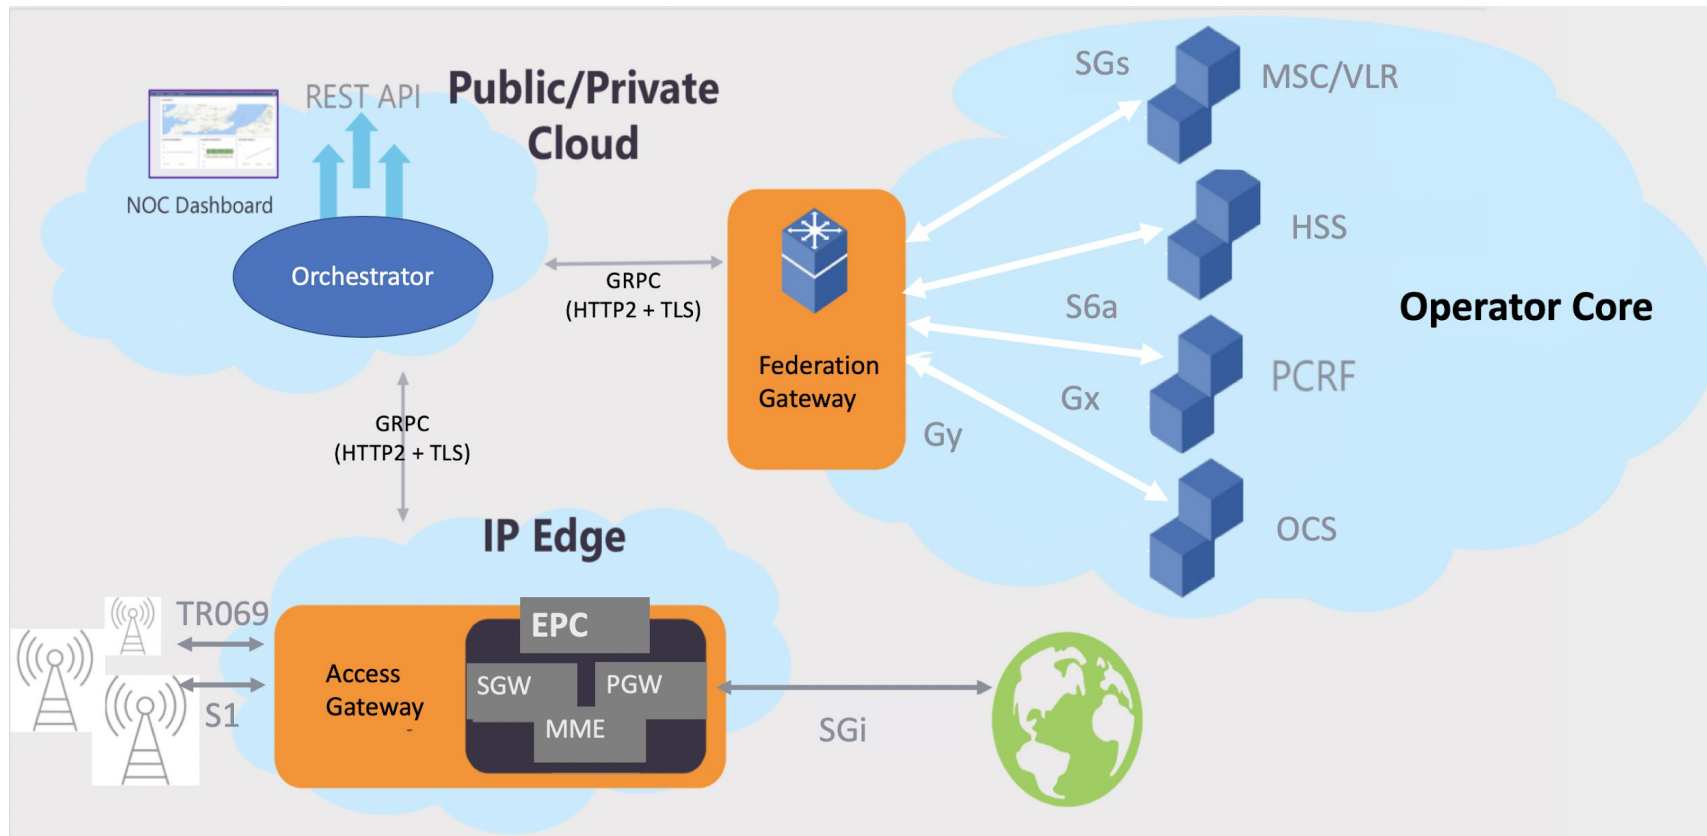 Public/Private
Cloud
REST API
NOC Dashboard
Orchestrator
GRPC
(HTTP2 + TLS)
GRPC
(HTTP2 + TLS)
Federation
Gateway
SGs
MSC/VLR
HSS
S6a
Operator Core
PCRF
Gx
Gy
OCS
IP Edge
TR069
S1
Access
Gateway
EPC
SGW
PGW
MME
SGi